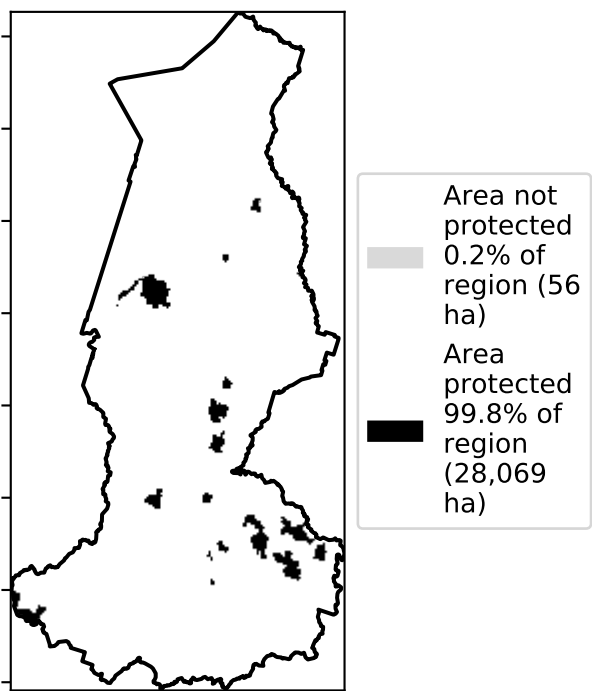 Area not
protected
0.2% of
region (56
ha)
Area
protected
99.8% of
region
(28,069
ha)